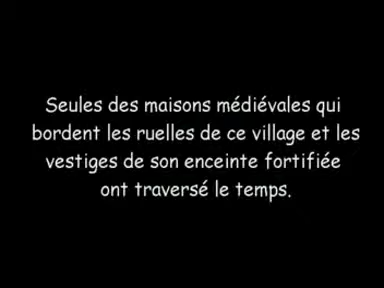 Seules des maisons médiévales qui
bordent les ruelles de ce village et les
vestiges de son enceinte fortifiée
ont traversé le temps.